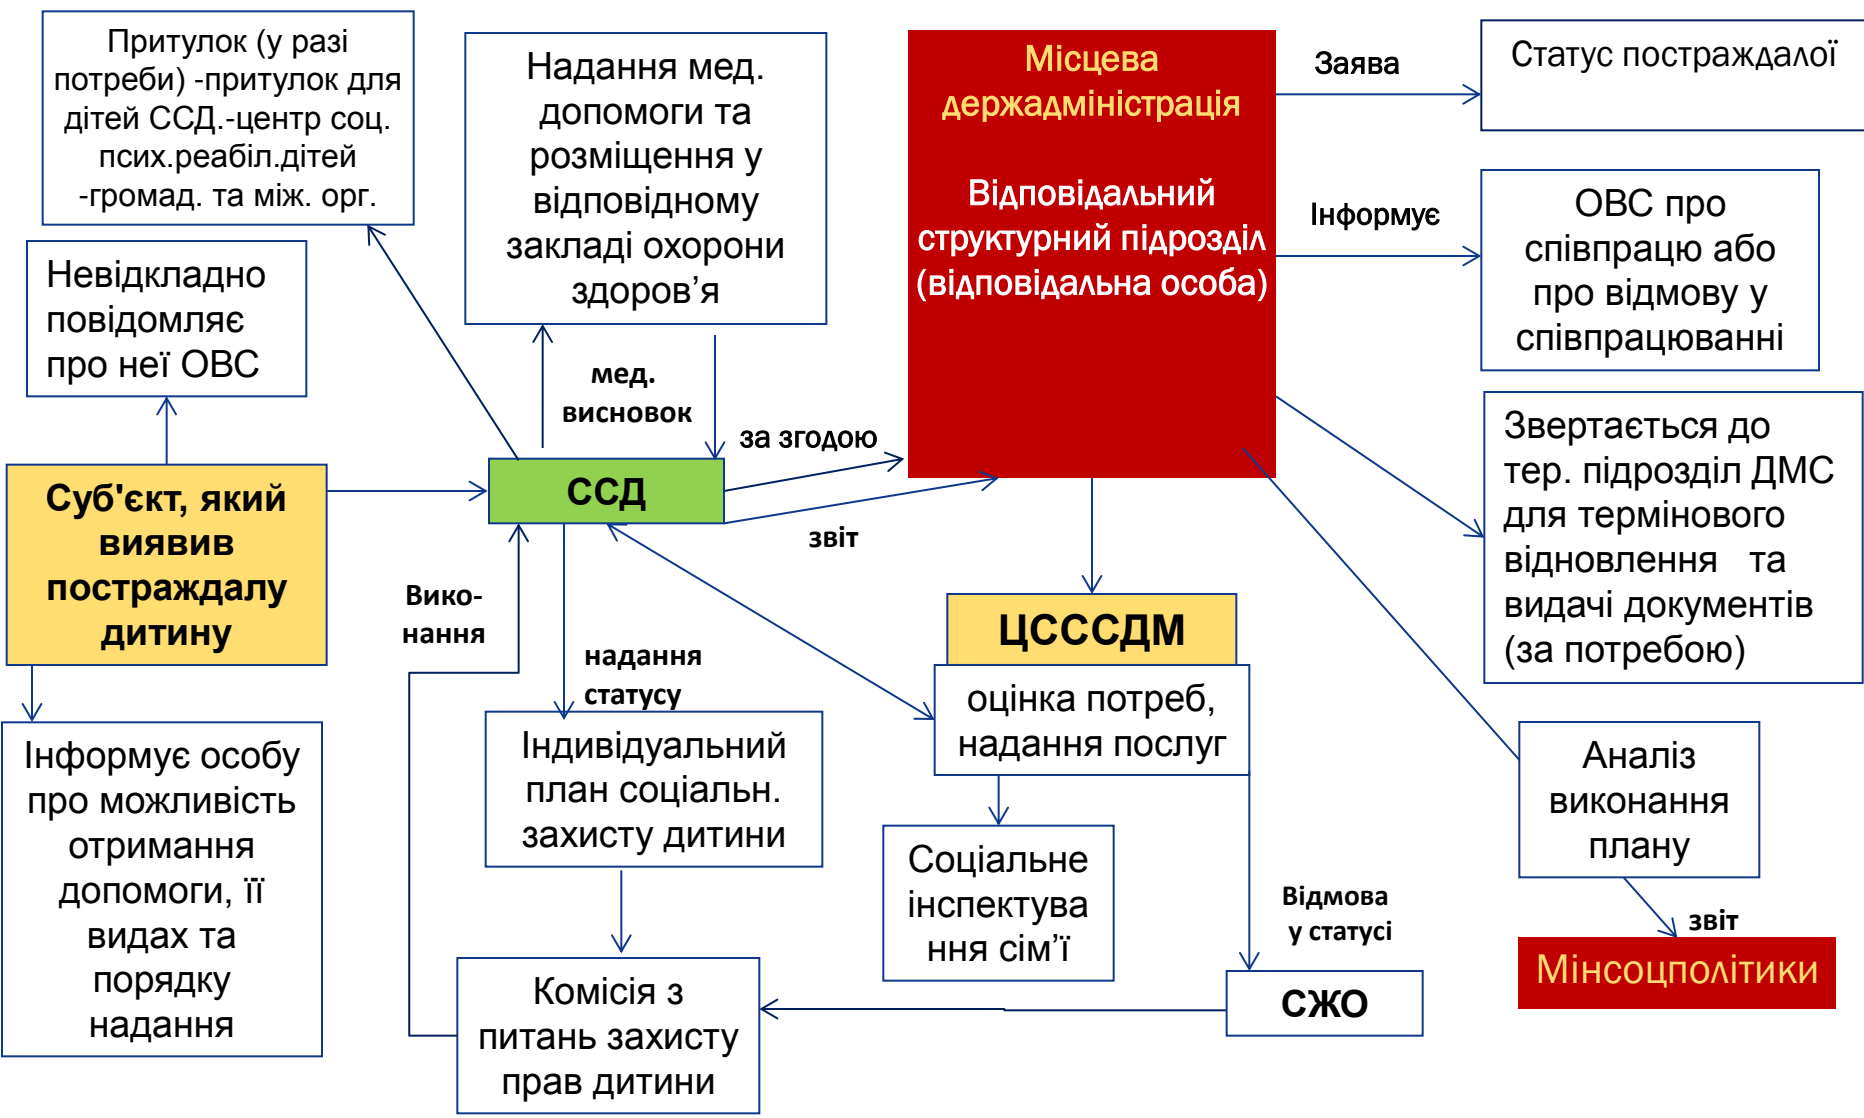 Притулок (у разі
потреби) -притулок для
дітей ССД.-центр соц.
псих.реабіл.дітей
-громад. та між. орг.
Надання мед.
допомоги та
розміщення у
відповідному
закладі охорони
здоров’я
Місцева
держадміністрація
Відповідальний
структурний підрозділ
(відповідальна особа)
Заява
Статус постраждалої
Інформує
ОВС про
співпрацю або
про відмову у
співпрацюванні
Невідкладно
повідомляє
про неї ОВС
мед.
висновок
за згодою
Звертається до
тер. підрозділ ДМС
для термінового
відновлення та
видачі документів
(за потребою)
Суб'єкт, який
виявив
постраждалу
дитину
ССД
звіт
Вико-
нання
надання
статусу
ЦСССДМ
оцінка потреб,
надання послуг
Інформує особу
про можливість
отримання
допомоги, її
видах та
порядку
надання
Індивідуальний
план соціальн.
захисту дитини
Соціальне
інспектува
ння сім’ї
Аналіз
виконання
плану
Відмова
у статусі
звіт
Мінсоцполітики
Комісія з
питань захисту
прав дитини
СЖО